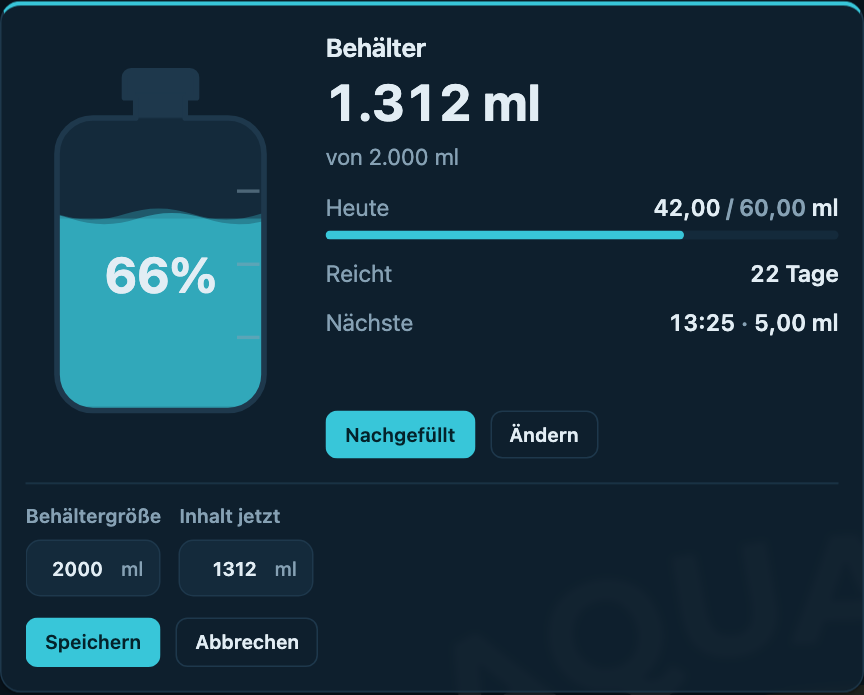 Behälter
1.312 ml
von 2.000 ml
Heute 42,00 / 60,00 ml
66%
Reicht 22 Tage
Nächste 13:25 · 5,00 ml
Nachgefüllt Ändern
Behältergröße Inhalt jetzt
2000 ml 1312 ml
Speichern Abbrechen
AQUA